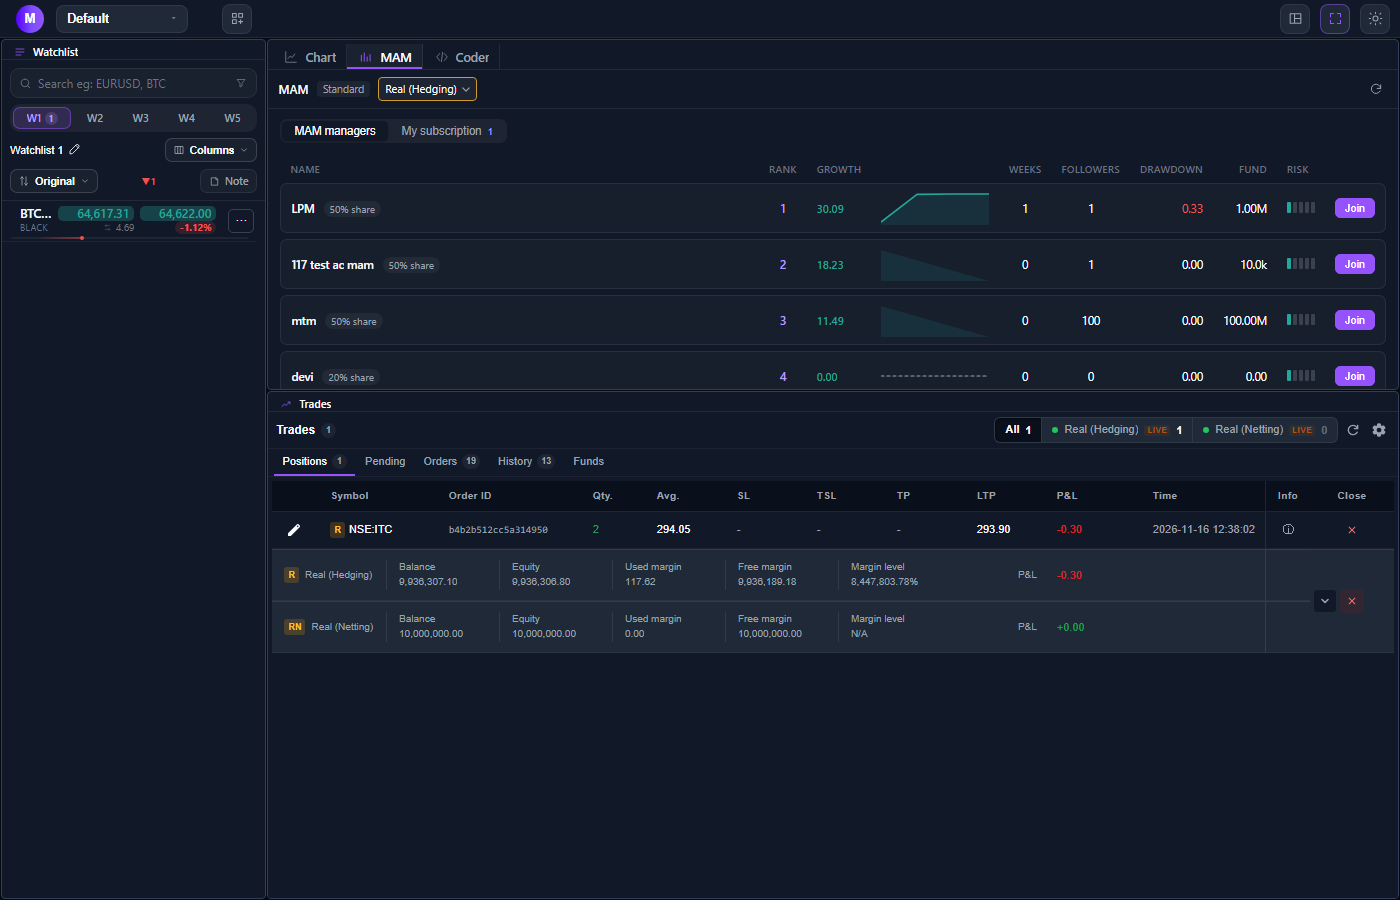 M Default
Watchlist
Search eg: EURUSD, BTC
W1 1 W2 W3 W4 W5
Watchlist 1 Columns
Original ▼1 Note
BTC... 64,617.31 64,622.00 ...
BLACK 4.69 -1.12%
Chart MAM Coder
MAM Standard Real (Hedging)
MAM managers My subscription 1
NAME RANK GROWTH WEEKS FOLLOWERS DRAWDOWN FUND RISK
LPM 50% share 1 30.09 1 1 0.33 1.00M Join
117 test ac mam 50% share 2 18.23 0 1 0.00 10.0k Join
mtm 50% share 3 11.49 0 100 0.00 100.00M Join
devi 20% share 4 0.00 0 0 0.00 0.00 Join
Trades
Trades 1 All 1 Real (Hedging) LIVE 1 Real (Netting) LIVE 0
Positions 1 Pending Orders 19 History 13 Funds
Symbol Order ID Qty. Avg. SL TSL TP LTP P&L Time Info Close
R NSE:ITC b4b2b512cc5a314950 2 294.05 - - - 293.90 -0.30 2026-11-16 12:38:02
R Real (Hedging) Balance 9,936,307.10 Equity 9,936,306.80 Used margin 117.62 Free margin 9,936,189.18 Margin level 8,447,803.78% P&L -0.30
RN Real (Netting) Balance 10,000,000.00 Equity 10,000,000.00 Used margin 0.00 Free margin 10,000,000.00 Margin level N/A P&L +0.00